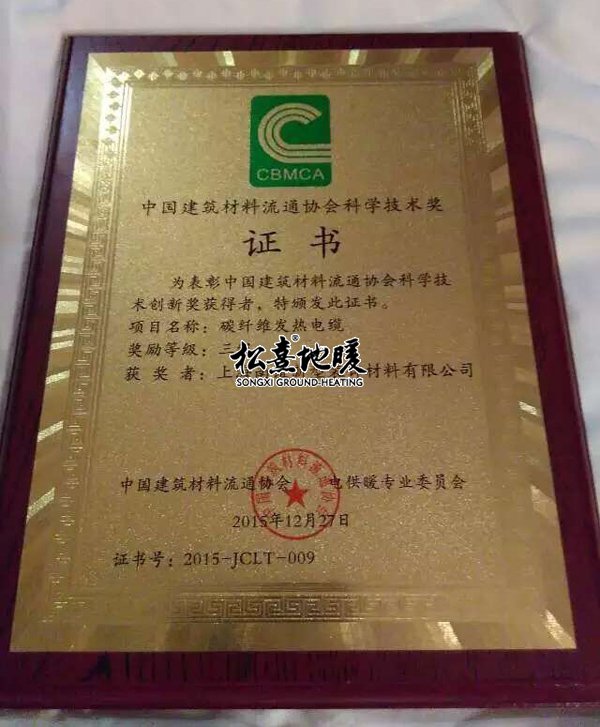 CBMCA
中国建筑材料流通协会科学技术奖
证书
为表彰中国建筑材料流通协会科学技
术创新奖获得者，特颁发此证书。
项目名称：碳纤维发热电缆
奖励等级：三
松熹地暖®
SONGXI GROUND-HEATING
获奖者：上 材料有限公司
中国建筑材料流通协会 电供暖专业委员会
2015年12月27日
证书号：2015-JCLT-009